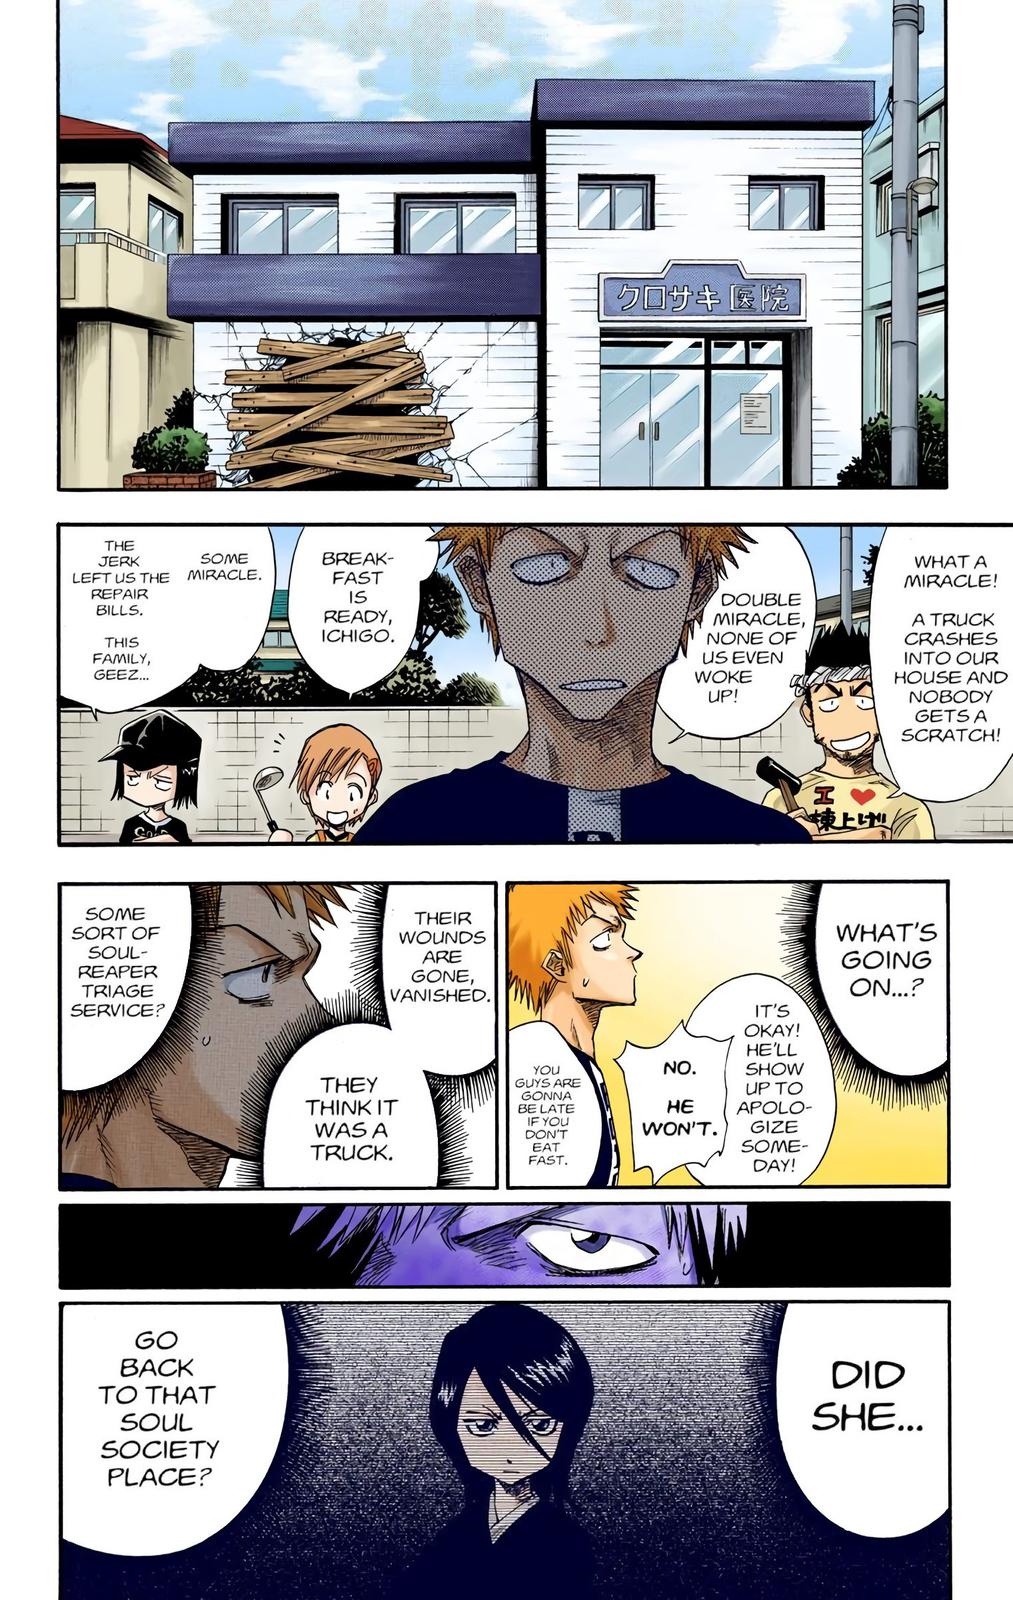 クロサキ医院
WHAT A
MIRACLE!
A TRUCK
CRASHES
INTO OUR
HOUSE AND
NOBODY
GETS A
SCRATCH!
DOUBLE
MIRACLE,
NONE OF
US EVEN
WOKE
UP!
BREAK-
FAST
IS
READY,
ICHIGO.
SOME
MIRACLE.
THE
JERK
LEFT US THE
REPAIR
BILLS.
THIS
FAMILY,
GEEZ...
工 ♥
棟上げ!!
WHAT'S
GOING
ON...?
IT'S
OKAY!
HE'LL
SHOW
UP TO
APOLO-
GIZE
SOME-
DAY!
NO.
HE
WON'T.
YOU
GUYS ARE
GONNA
BE LATE
IF YOU
DON'T
EAT
FAST.
THEIR
WOUNDS
ARE
GONE,
VANISHED.
THEY
THINK IT
WAS A
TRUCK.
SOME
SORT OF
SOUL-
REAPER
TRIAGE
SERVICE?
DID
SHE...
GO
BACK
TO THAT
SOUL
SOCIETY
PLACE?